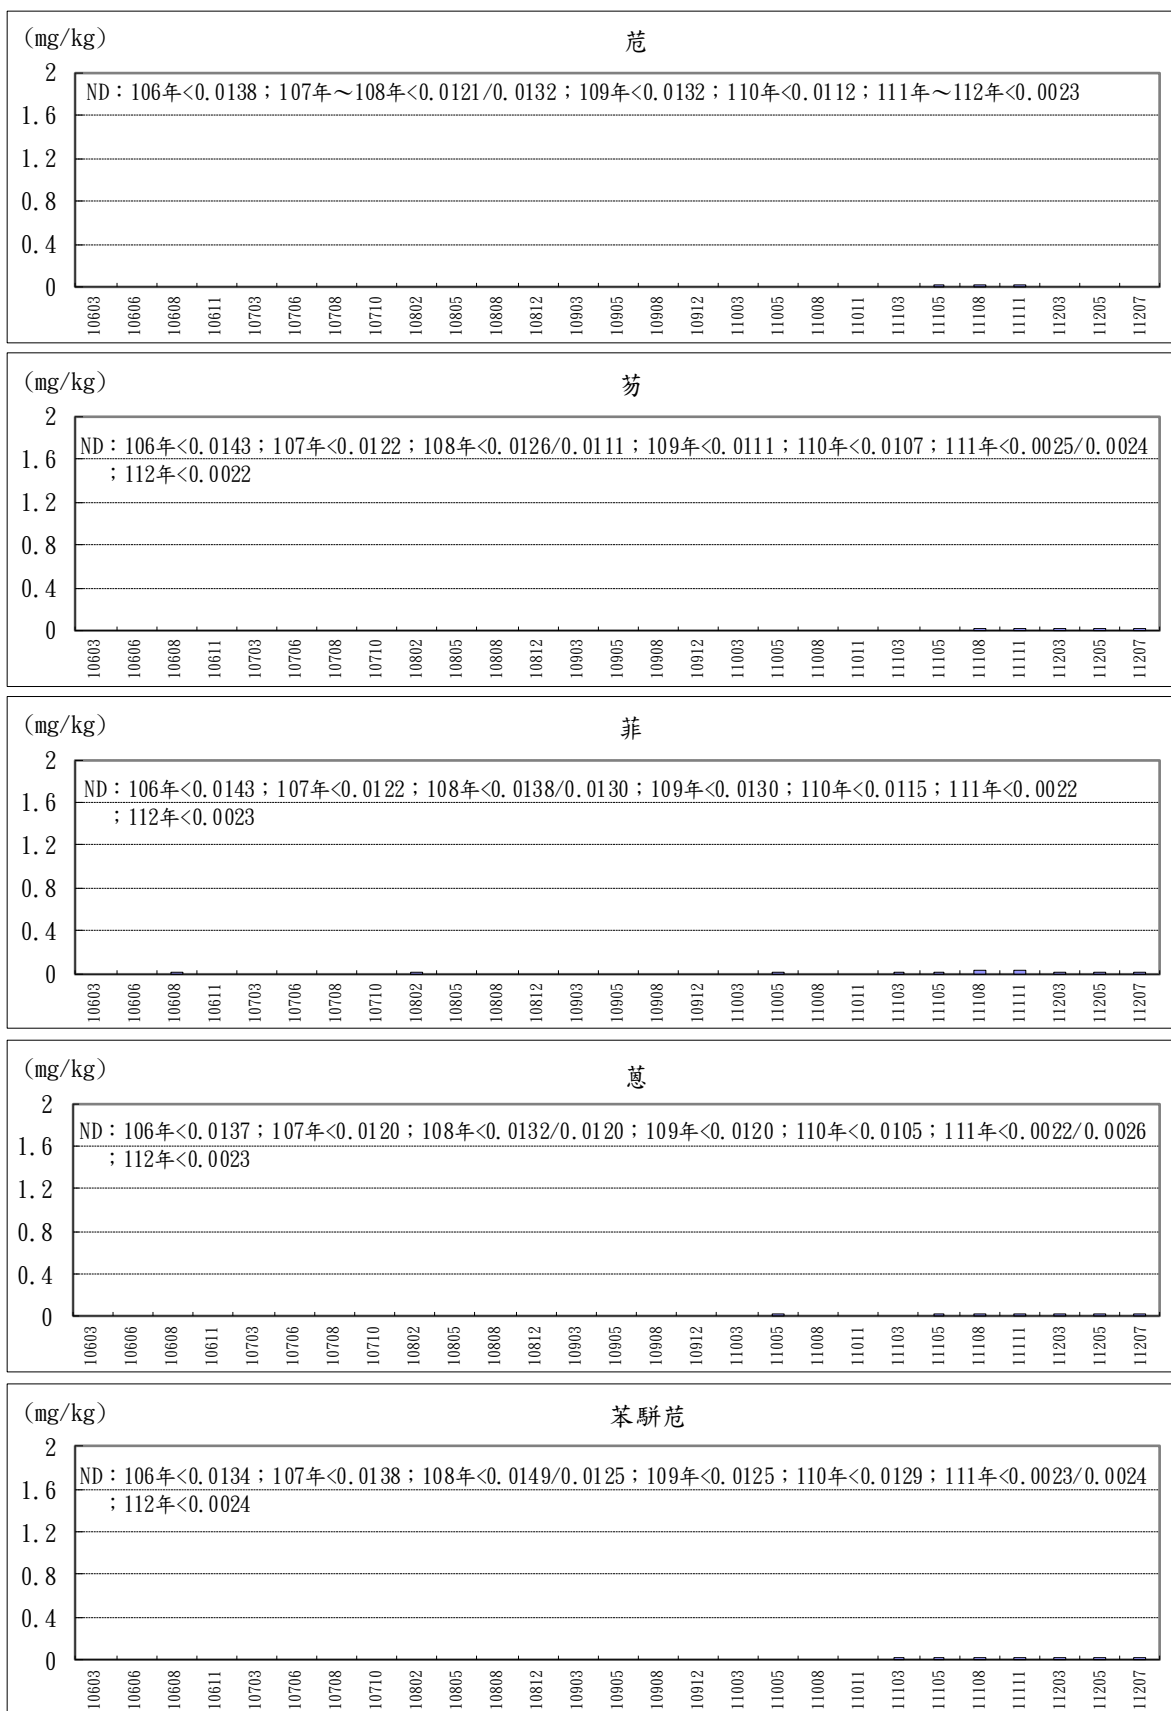 (mg/kg)
苊
2
ND：106年<0.0138；107年～108年<0.0121/0.0132；109年<0.0132；110年<0.0112；111年～112年<0.0023
1.6
1.2
0.8
0.4
0
10603 10606 10608 10611 10703 10706 10708 10710 10802 10805 10808 10812 10903 10905 10908 10912 11003 11005 11008 11011 11103 11105 11108 11111 11203 11205 11207
(mg/kg)
芴
2
ND：106年<0.0143；107年<0.0122；108年<0.0126/0.0111；109年<0.0111；110年<0.0107；111年<0.0025/0.0024
1.6
；112年<0.0022
1.2
0.8
0.4
0
10603 10606 10608 10611 10703 10706 10708 10710 10802 10805 10808 10812 10903 10905 10908 10912 11003 11005 11008 11011 11103 11105 11108 11111 11203 11205 11207
(mg/kg)
菲
2
ND：106年<0.0143；107年<0.0122；108年<0.0138/0.0130；109年<0.0130；110年<0.0115；111年<0.0022
1.6
；112年<0.0023
1.2
0.8
0.4
0
10603 10606 10608 10611 10703 10706 10708 10710 10802 10805 10808 10812 10903 10905 10908 10912 11003 11005 11008 11011 11103 11105 11108 11111 11203 11205 11207
(mg/kg)
蒽
2
ND：106年<0.0137；107年<0.0120；108年<0.0132/0.0120；109年<0.0120；110年<0.0105；111年<0.0022/0.0026
1.6
；112年<0.0023
1.2
0.8
0.4
0
10603 10606 10608 10611 10703 10706 10708 10710 10802 10805 10808 10812 10903 10905 10908 10912 11003 11005 11008 11011 11103 11105 11108 11111 11203 11205 11207
(mg/kg)
苯駢苊
2
ND：106年<0.0134；107年<0.0138；108年<0.0149/0.0125；109年<0.0125；110年<0.0129；111年<0.0023/0.0024
1.6
；112年<0.0024
1.2
0.8
0.4
0
10603 10606 10608 10611 10703 10706 10708 10710 10802 10805 10808 10812 10903 10905 10908 10912 11003 11005 11008 11011 11103 11105 11108 11111 11203 11205 11207